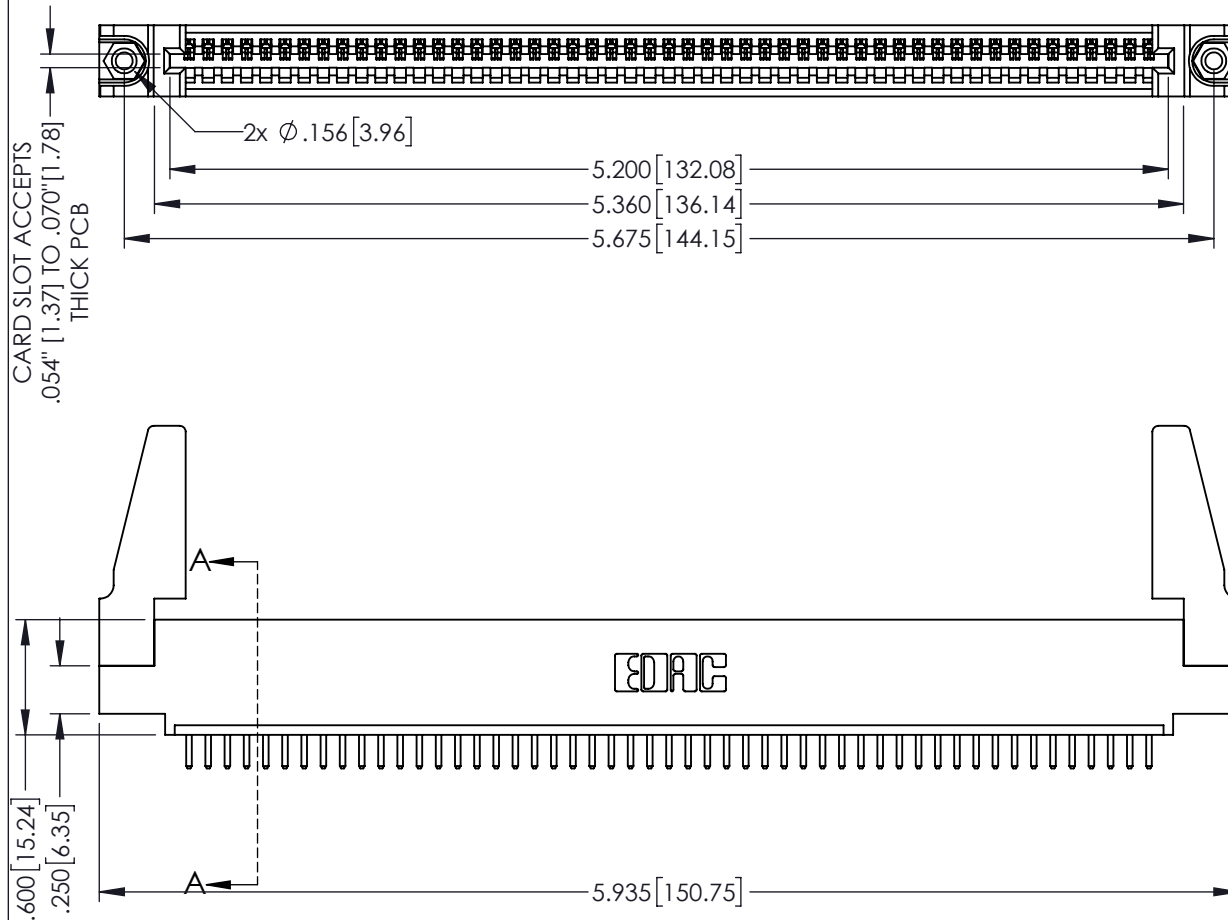 2x Ø .156[3.96]
5.200[132.08]
5.360[136.14]
5.675[144.15]
CARD SLOT ACCEPTS
.054" [1.37] TO .070"[1.78]
THICK PCB
A
EDAC
.600[15.24]
.250[6.35]
A
5.935[150.75]